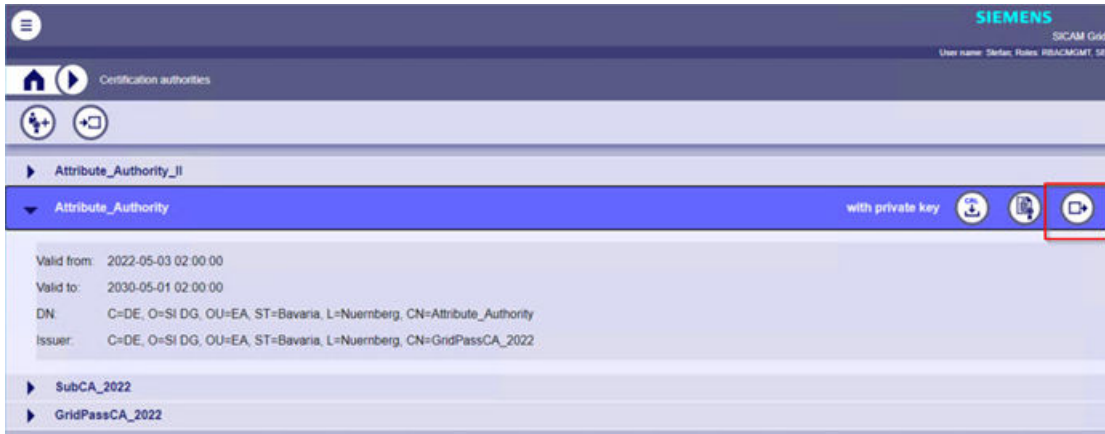 SIEMENS
SICAM Grid
User name: Stefan; Roles: RBACMGMT, SE
Certification authorities
Attribute_Authority_II
Attribute_Authority with private key CRL
Valid from: 2022-05-03 02:00:00
Valid to: 2030-05-01 02:00:00
DN: C=DE, O=SI DG, OU=EA, ST=Bavaria, L=Nuernberg, CN=Attribute_Authority
Issuer: C=DE, O=SI DG, OU=EA, ST=Bavaria, L=Nuernberg, CN=GridPassCA_2022
SubCA_2022
GridPassCA_2022